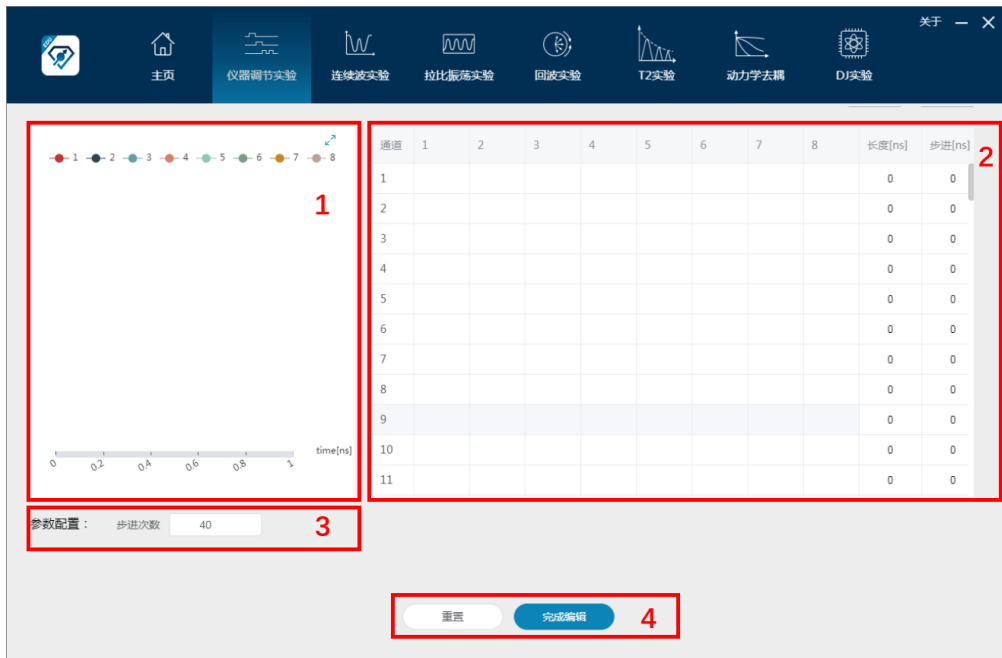 关于
EDU
主页 仪器调节实验 连续波实验 拉比振荡实验 回波实验 T2实验 动力学去耦 DJ实验
1 2 3 4 5 6 7 8
1
time[ns]
0 0.2 0.4 0.6 0.8 1
通道 1 2 3 4 5 6 7 8 长度[ns] 步进[ns]
2
1 0 0
2 0 0
3 0 0
4 0 0
5 0 0
6 0 0
7 0 0
8 0 0
9 0 0
10 0 0
11 0 0
参数配置： 步进次数 40
3
重置 完成编辑
4